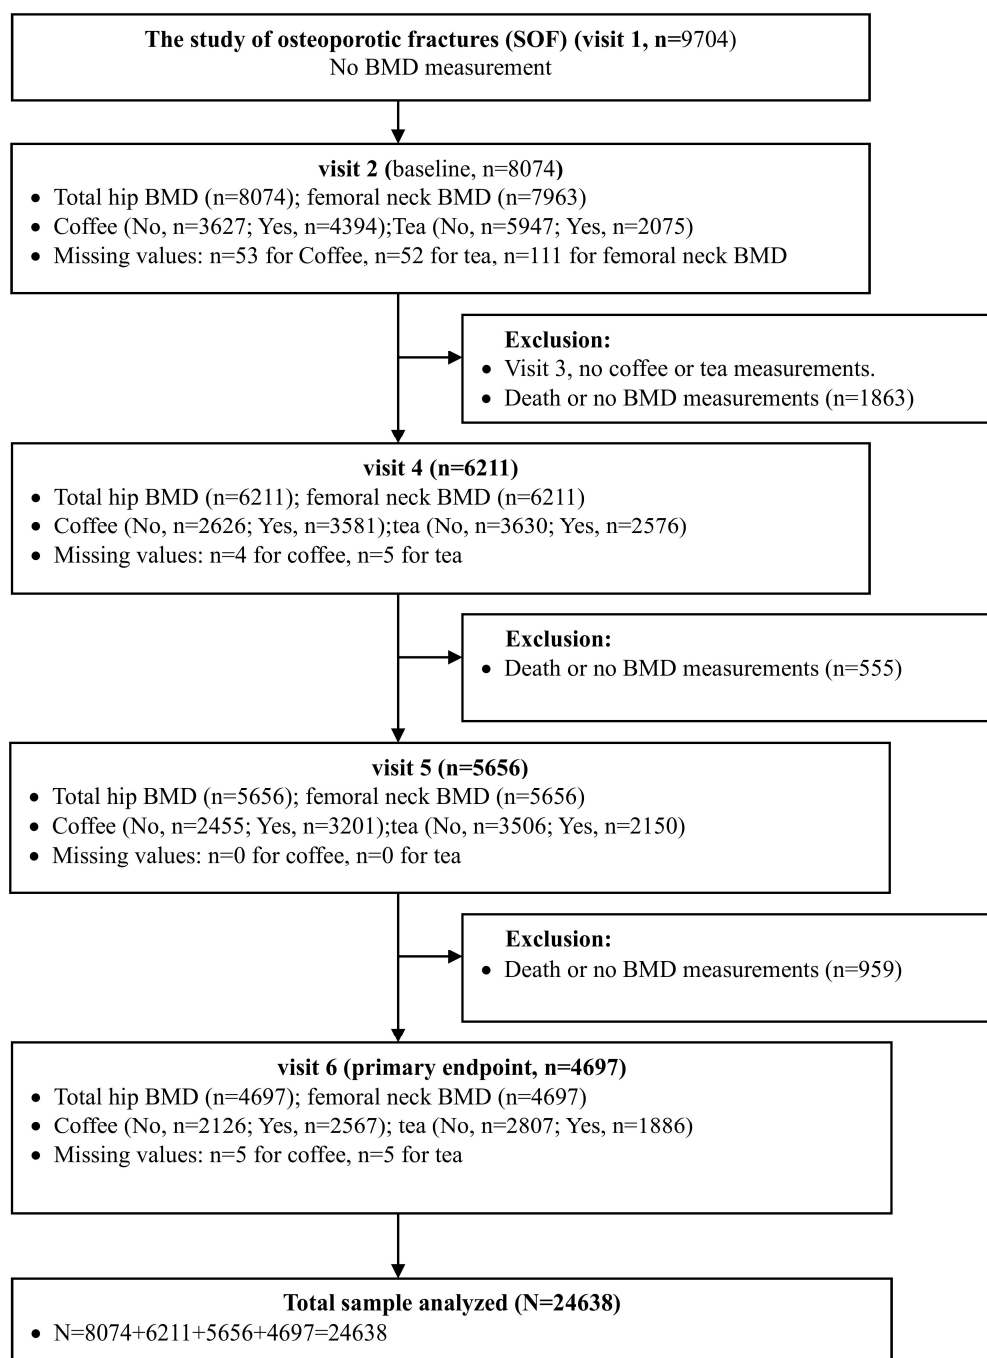 The study of osteoporotic fractures (SOF) (visit 1, n=9704)
No BMD measurement
visit 2 (baseline, n=8074)
• Total hip BMD (n=8074); femoral neck BMD (n=7963)
• Coffee (No, n=3627; Yes, n=4394);Tea (No, n=5947; Yes, n=2075)
• Missing values: n=53 for Coffee, n=52 for tea, n=111 for femoral neck BMD
Exclusion:
• Visit 3, no coffee or tea measurements.
• Death or no BMD measurements (n=1863)
visit 4 (n=6211)
• Total hip BMD (n=6211); femoral neck BMD (n=6211)
• Coffee (No, n=2626; Yes, n=3581);tea (No, n=3630; Yes, n=2576)
• Missing values: n=4 for coffee, n=5 for tea
Exclusion:
• Death or no BMD measurements (n=555)
visit 5 (n=5656)
• Total hip BMD (n=5656); femoral neck BMD (n=5656)
• Coffee (No, n=2455; Yes, n=3201);tea (No, n=3506; Yes, n=2150)
• Missing values: n=0 for coffee, n=0 for tea
Exclusion:
• Death or no BMD measurements (n=959)
visit 6 (primary endpoint, n=4697)
• Total hip BMD (n=4697); femoral neck BMD (n=4697)
• Coffee (No, n=2126; Yes, n=2567); tea (No, n=2807; Yes, n=1886)
• Missing values: n=5 for coffee, n=5 for tea
Total sample analyzed (N=24638)
• N=8074+6211+5656+4697=24638